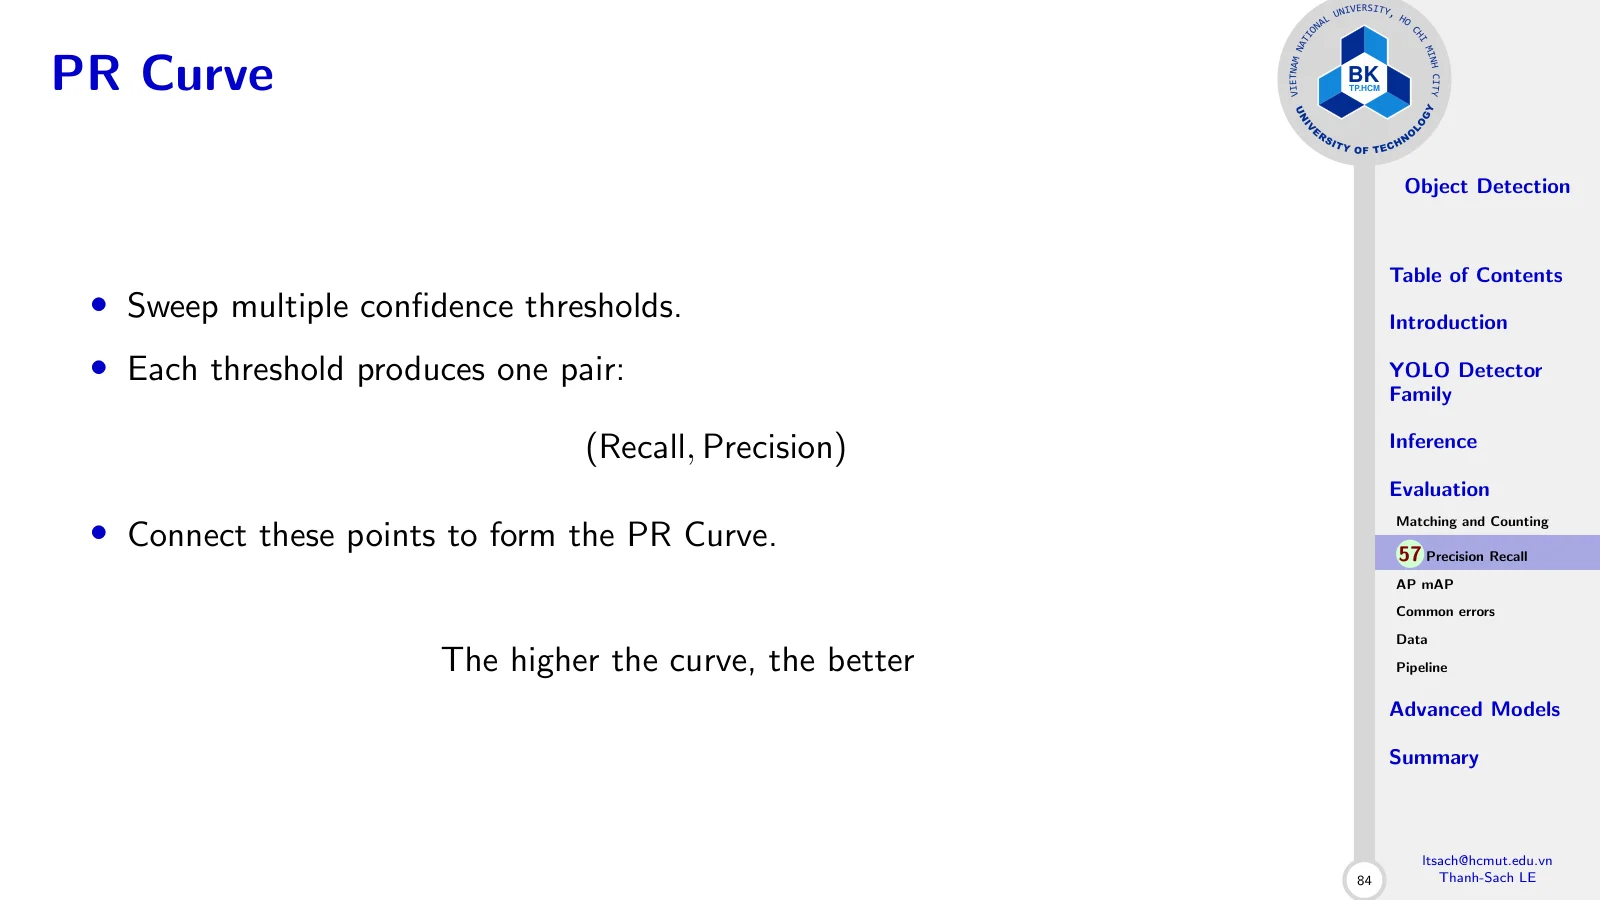 PR Curve
• Sweep multiple confidence thresholds.
• Each threshold produces one pair:
(Recall, Precision)
• Connect these points to form the PR Curve.
The higher the curve, the better
VIETNAM NATIONAL UNIVERSITY, HO CHI MINH CITY
BK
TP.HCM
UNIVERSITY OF TECHNOLOGY
Object Detection
Table of Contents
Introduction
YOLO Detector
Family
Inference
Evaluation
Matching and Counting
57 Precision Recall
AP mAP
Common errors
Data
Pipeline
Advanced Models
Summary
ltsach@hcmut.edu.vn
Thanh-Sach LE
84